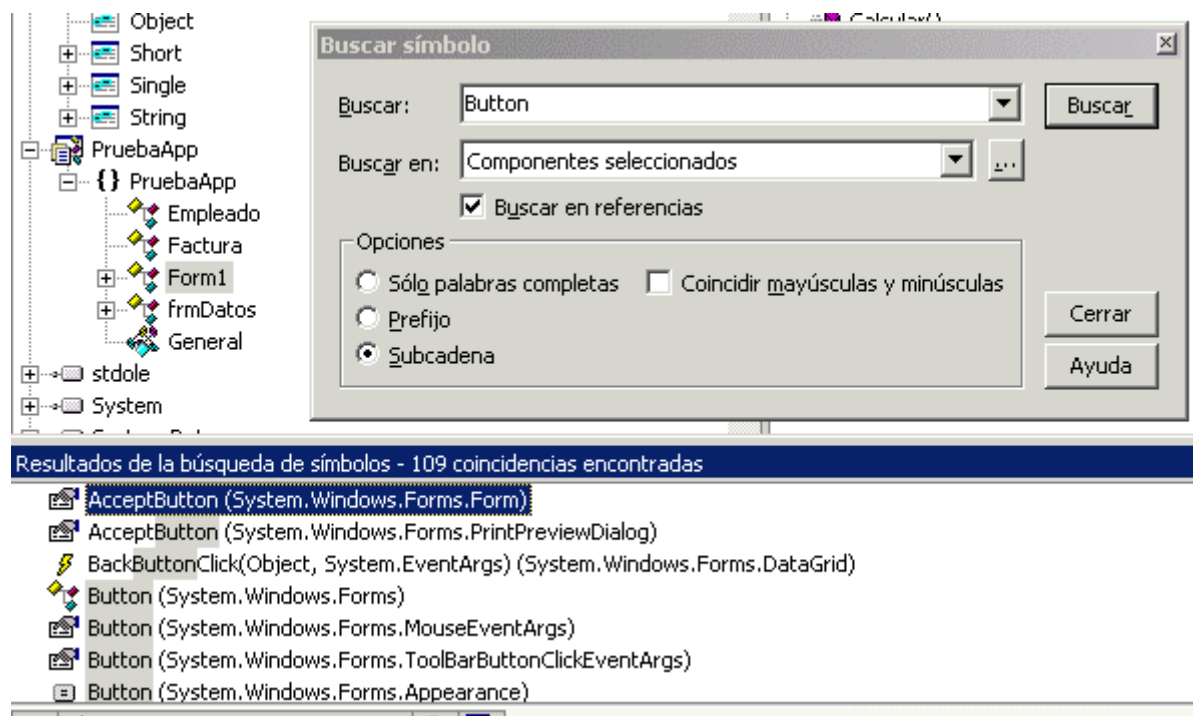 Object
Short
Single
String
PruebaApp
{} PruebaApp
Empleado
Factura
Form1
frmDatos
General
stdole
System
Calcular()
Buscar símbolo
Buscar: Button Buscar
Buscar en: Componentes seleccionados ...
Buscar en referencias
Opciones
Sólo palabras completas Coincidir mayúsculas y minúsculas
Prefijo
Subcadena
Cerrar
Ayuda
Resultados de la búsqueda de símbolos - 109 coincidencias encontradas
AcceptButton (System.Windows.Forms.Form)
AcceptButton (System.Windows.Forms.PrintPreviewDialog)
BackButtonClick(Object, System.EventArgs) (System.Windows.Forms.DataGrid)
Button (System.Windows.Forms)
Button (System.Windows.Forms.MouseEventArgs)
Button (System.Windows.Forms.ToolBarButtonClickEventArgs)
Button (System.Windows.Forms.Appearance)